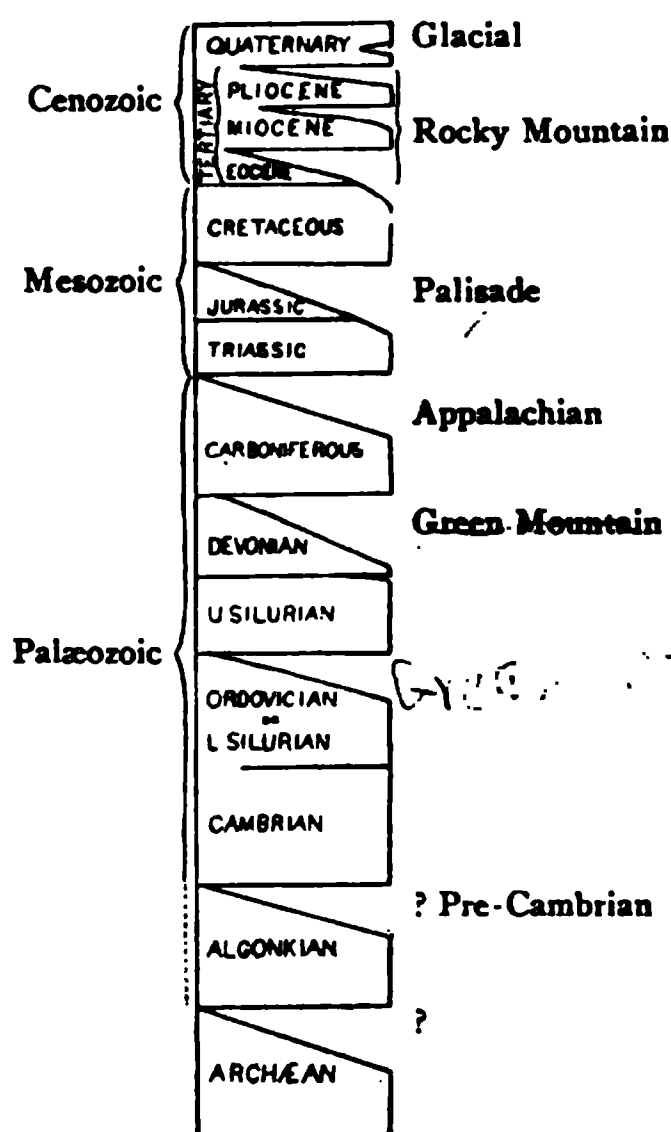 QUATERNARY
Glacial
Cenozoic
TERTIARY
PLIOCENE
MIOCENE
Rocky Mountain
EOCENE
CRETACEOUS
Mesozoic
Palisade
JURASSIC
TRIASSIC
Appalachian
CARBONIFEROUS
Green Mountain
DEVONIAN
U SILURIAN
Palæozoic
ORDOVICIAN
OR
L SILURIAN
CAMBRIAN
? Pre-Cambrian
ALGONKIAN
?
ARCHÆAN